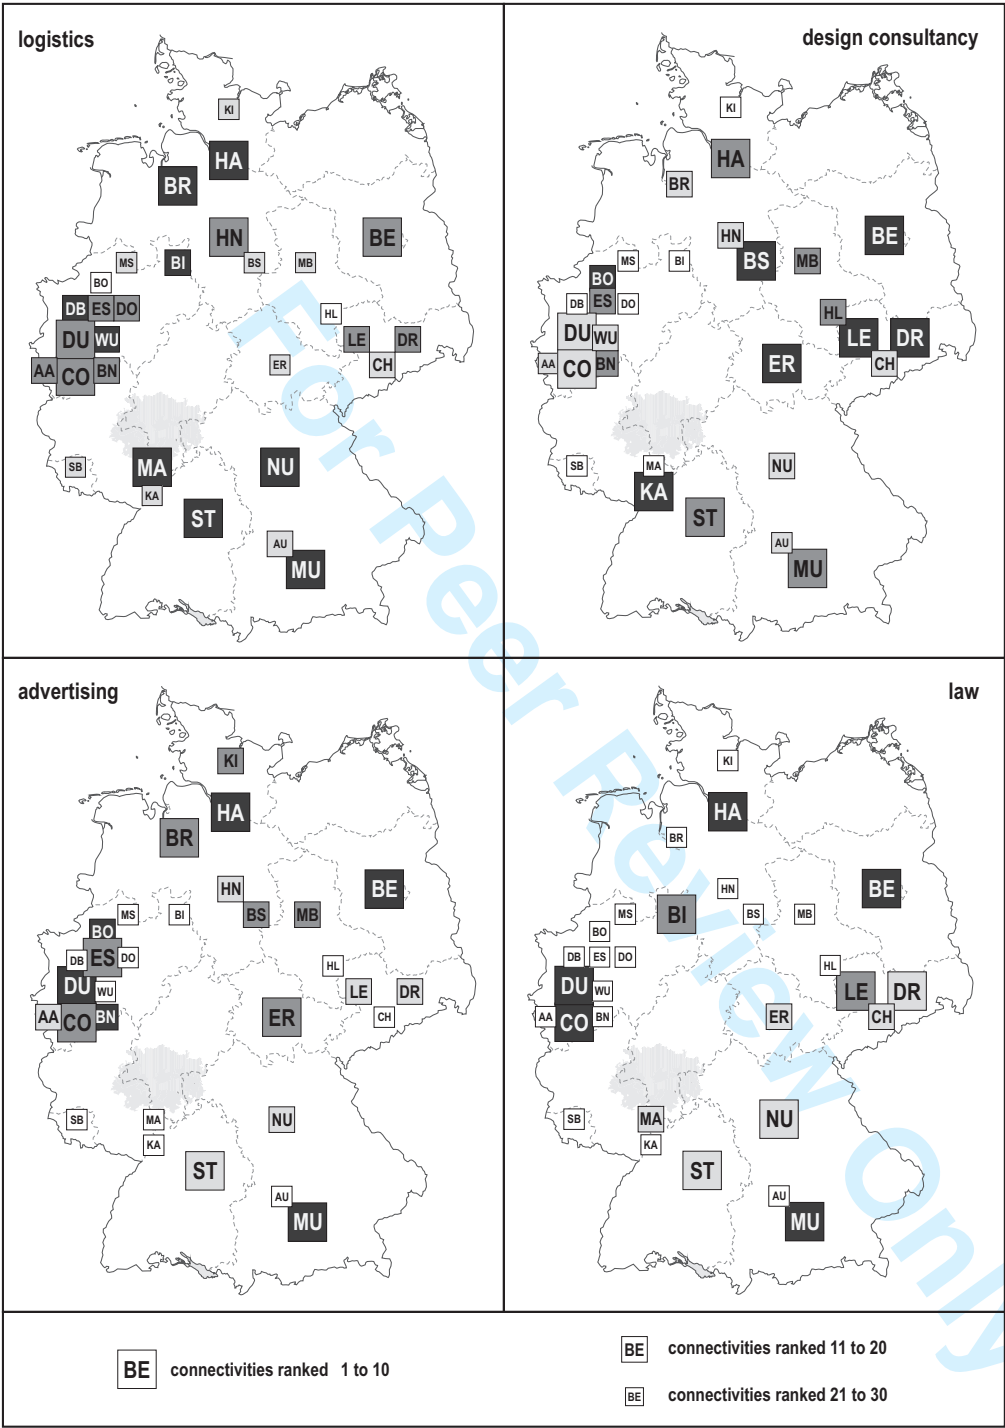 logistics
KI
HA
BR
HN
BE
MS
BI
BS
MB
BO
DB ES DO
HL
DU WU
LE
DR
AA CO BN
ER
CH
SB
MA
NU
KA
ST
AU
MU
design consultancy
KI
HA
BR
HN
BE
MS
BI
BS
MB
BO
DB ES DO
HL
DU WU
LE
DR
AA CO BN
ER
CH
SB
MA
NU
KA
ST
AU
MU
advertising
KI
HA
BR
HN
BE
MS
BI
BS
MB
BO
DB ES DO
HL
DU WU
LE
DR
AA CO BN
ER
CH
SB
MA
NU
KA
ST
AU
MU
law
KI
HA
BR
HN
BE
MS
BI
BS
MB
BO
DB ES DO
HL
DU WU
LE
DR
AA CO BN
ER
CH
SB
MA
NU
KA
ST
AU
MU
For Peer Review Only
BE connectivities ranked 1 to 10
BE connectivities ranked 11 to 20
BE connectivities ranked 21 to 30